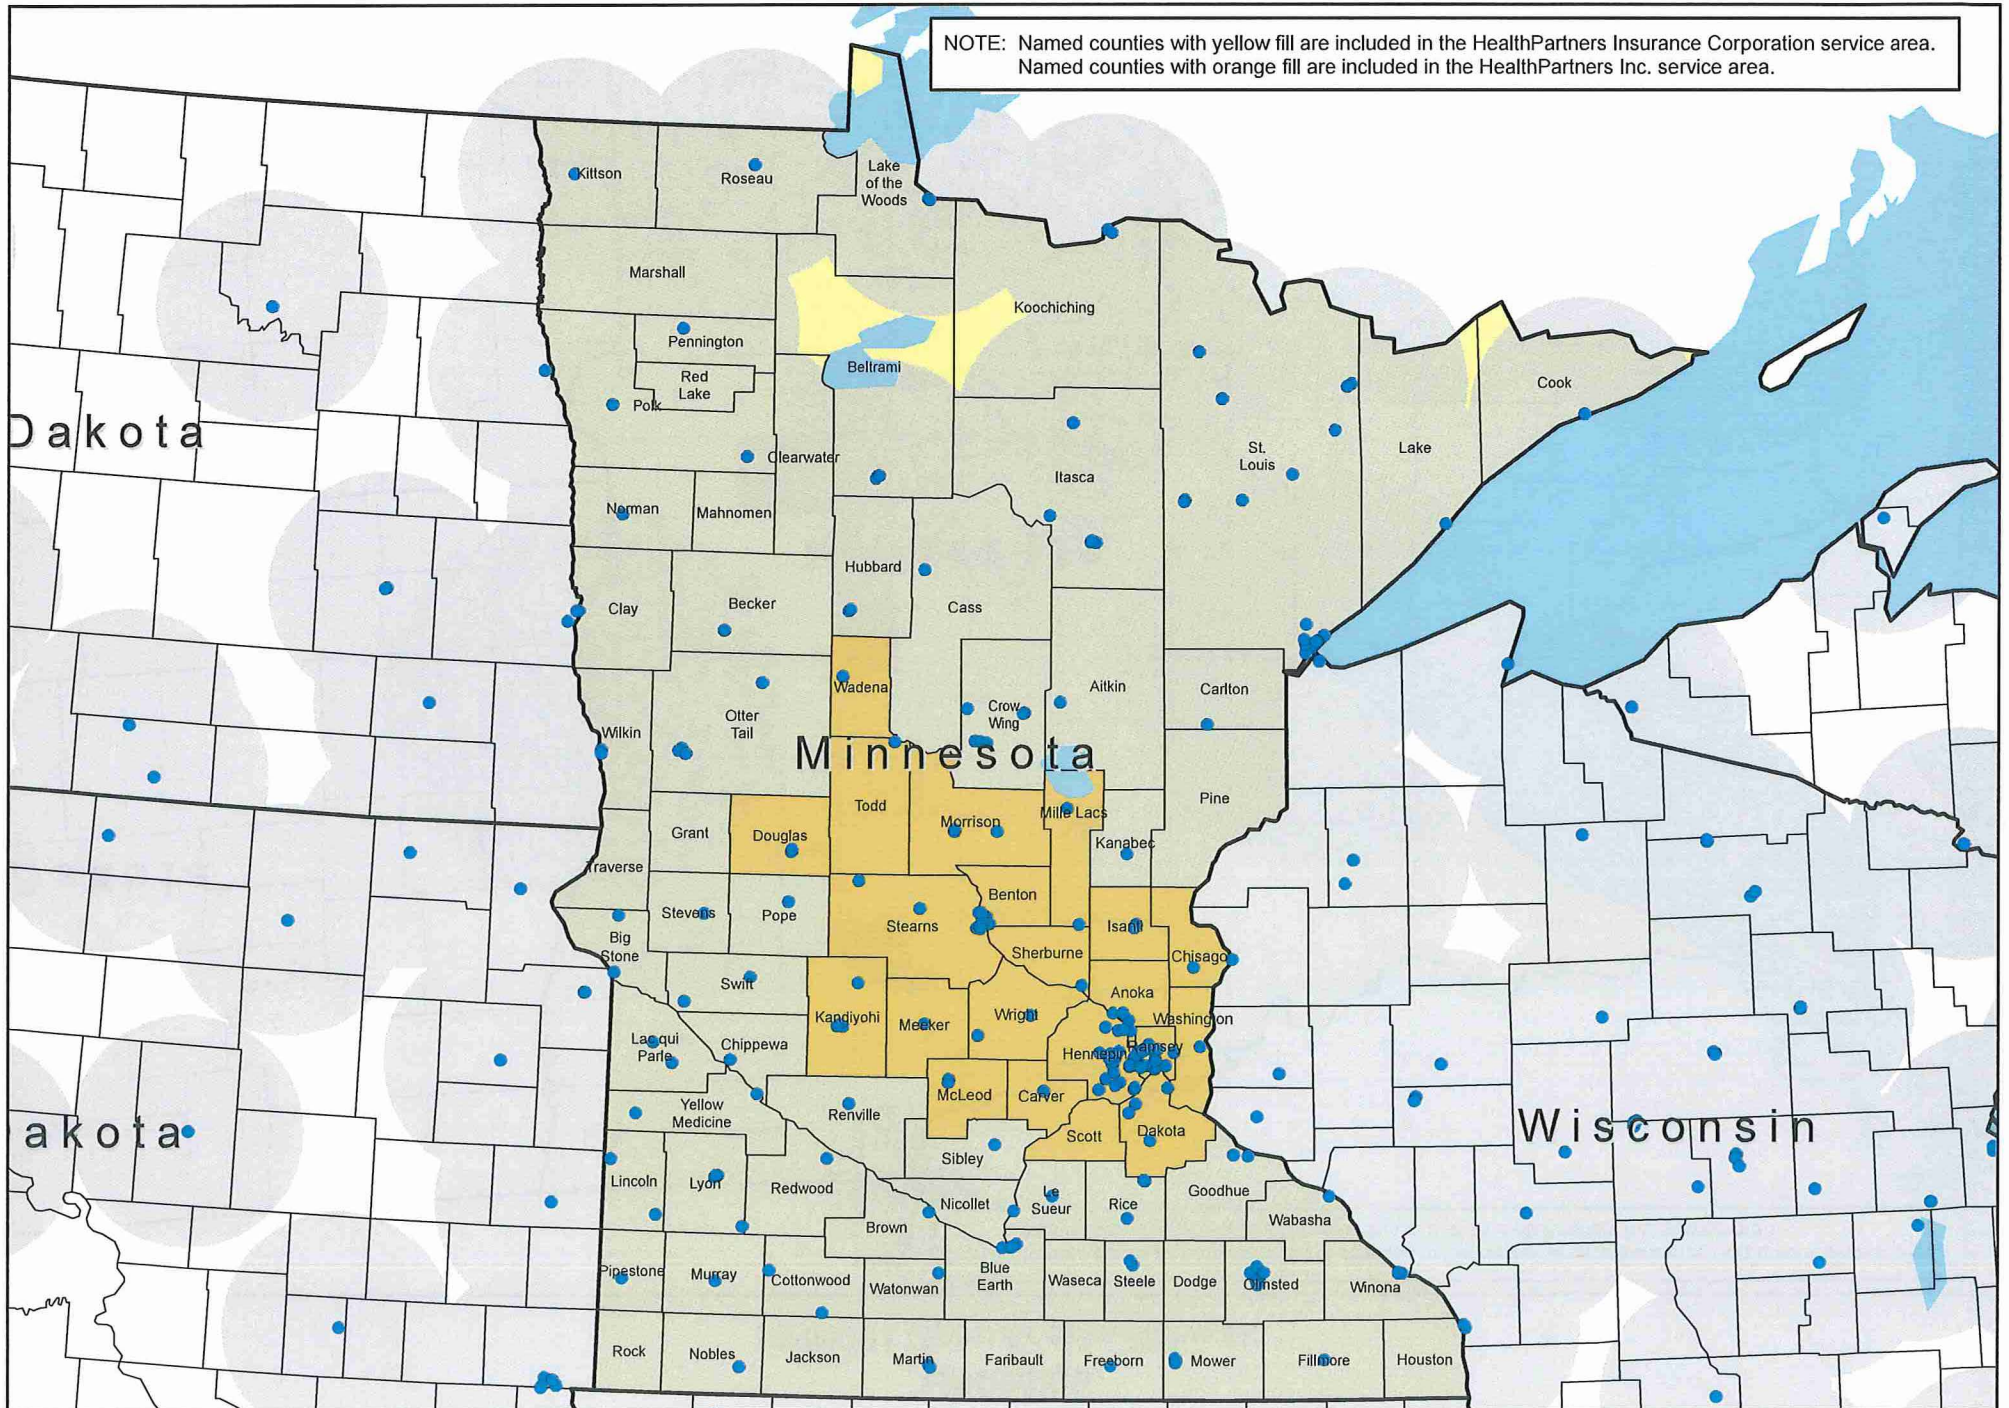 NOTE: Named counties with yellow fill are included in the HealthPartners Insurance Corporation service area.
Named counties with orange fill are included in the HealthPartners Inc. service area.
Kittson
Roseau
Lake
of the
Woods
Marshall
Koochiching
Pennington
Beltrami
Red
Lake
Polk
Cook
Dakota
Clearwater
St.
Louis
Lake
Itasca
Norman
Mahnomen
Hubbard
Clay
Becker
Cass
Wadena
Aitkin
Carlton
Otter
Tail
Crow
Wing
Wilkin
Minnesota
Todd
Pine
Mille Lacs
Morrison
Grant
Douglas
Kanabec
Traverse
Benton
Stevens
Pope
Stearns
Isanti
Big
Stone
Sherburne
Chisago
Swift
Anoka
Kandiyohi
Meeker
Wright
Washington
Lac qui
Parle
Chippewa
Hennepin
Ramsey
McLeod
Carver
Yellow
Medicine
Renville
akota
Scott
Dakota
Wisconsin
Sibley
Lincoln
Lyon
Redwood
Nicollet
Le
Sueur
Rice
Goodhue
Brown
Wabasha
Pipestone
Murray
Cottonwood
Watonwan
Blue
Earth
Waseca
Steele
Dodge
Olmsted
Winona
Rock
Nobles
Jackson
Martin
Faribault
Freeborn
Mower
Fillmore
Houston